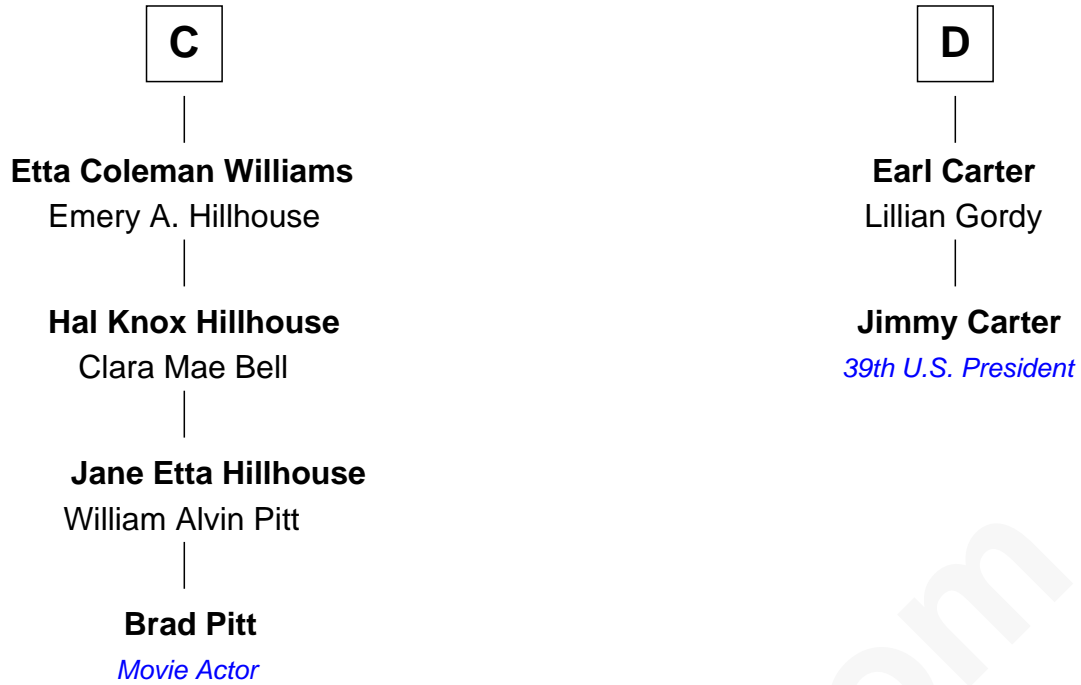 C
Etta Coleman Williams
Emery A. Hillhouse
Hal Knox Hillhouse
Clara Mae Bell
Jane Etta Hillhouse
William Alvin Pitt
Brad Pitt
Movie Actor
D
Earl Carter
Lillian Gordy
Jimmy Carter
39th U.S. President
om